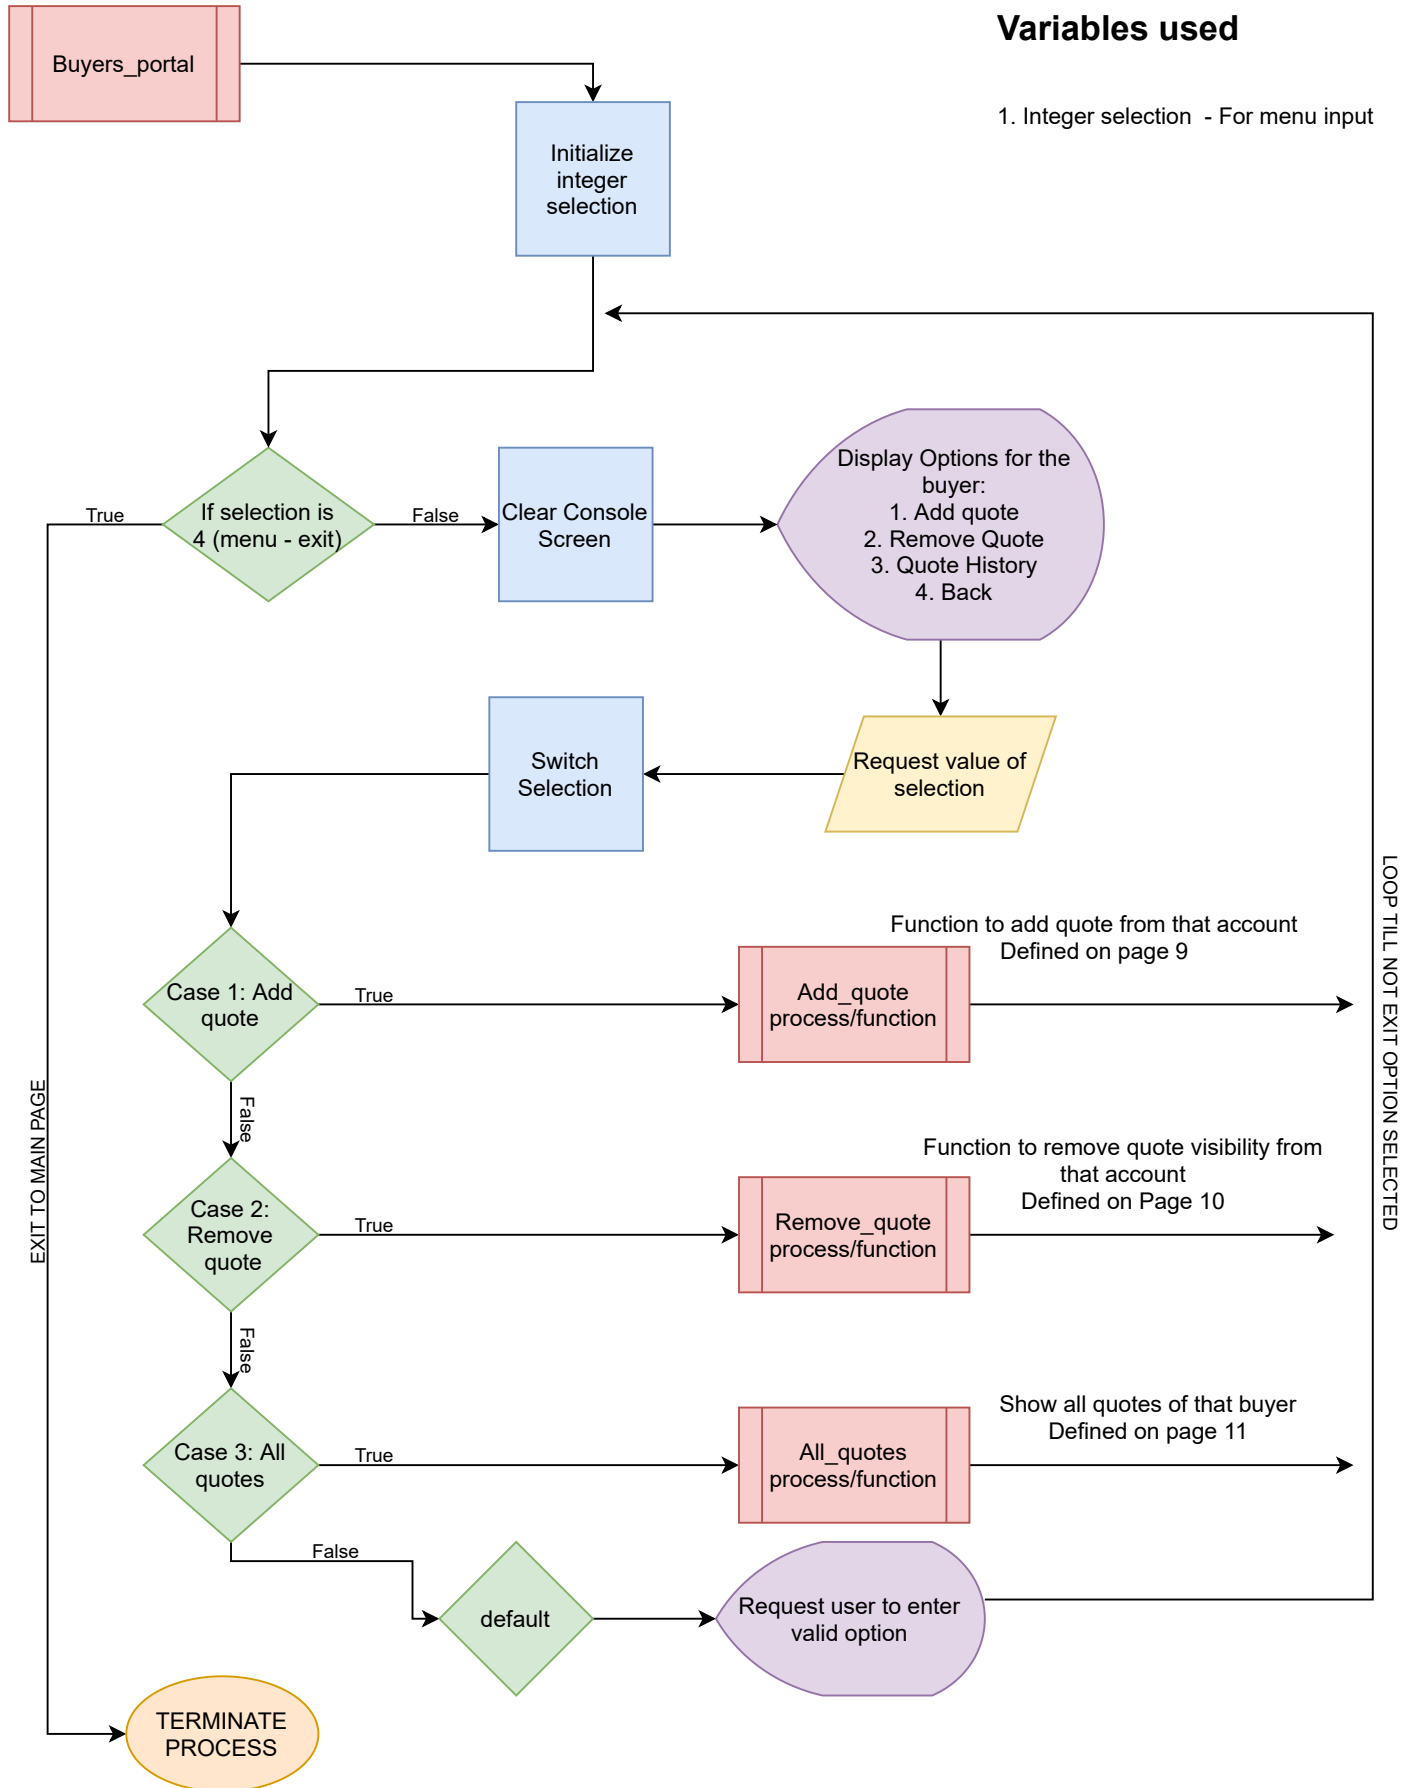 Variables used
Buyers_portal
1. Integer selection  - For menu input
Initialize
integer
selection
If selection is
4 (menu - exit)
True
False
Clear Console
Screen
Display Options for the
buyer:
1. Add quote
2. Remove Quote
3. Quote History
4. Back
Request value of
selection
Switch
Selection
Case 1: Add
quote
True
Add_quote
process/function
Function to add quote from that account
Defined on page 9
False
Case 2:
Remove
quote
True
Remove_quote
process/function
Function to remove quote visibility from
that account
Defined on Page 10
False
Case 3: All
quotes
True
All_quotes
process/function
Show all quotes of that buyer
Defined on page 11
False
default
Request user to enter
valid option
LOOP TILL NOT EXIT OPTION SELECTED
EXIT TO MAIN PAGE
TERMINATE
PROCESS